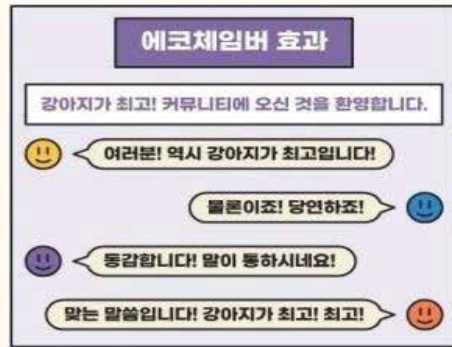 에코체임버 효과
강아지가 최고! 커뮤니티에 오신 것을 환영합니다.
여러분! 역시 강아지가 최고입니다!
물론이죠! 당연하죠!
동감합니다! 말이 통하시네요!
맞는 말씀입니다! 강아지가 최고! 최고!